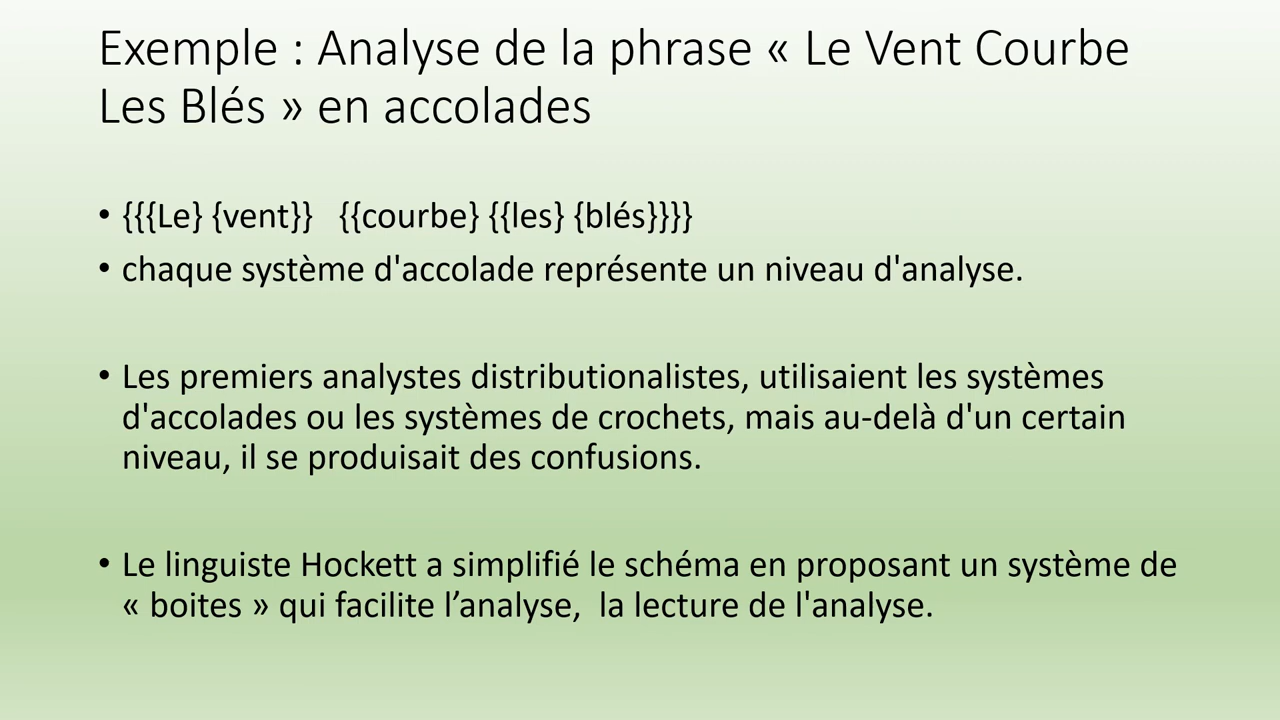 Exemple : Analyse de la phrase « Le Vent Courbe
Les Blés » en accolades
• {{{Le} {vent}}   {{courbe} {{les} {blés}}}}
• chaque système d'accolade représente un niveau d'analyse.
• Les premiers analystes distributionalistes, utilisaient les systèmes
d'accolades ou les systèmes de crochets, mais au-delà d'un certain
niveau, il se produisait des confusions.
• Le linguiste Hockett a simplifié le schéma en proposant un système de
« boites » qui facilite l’analyse,  la lecture de l'analyse.